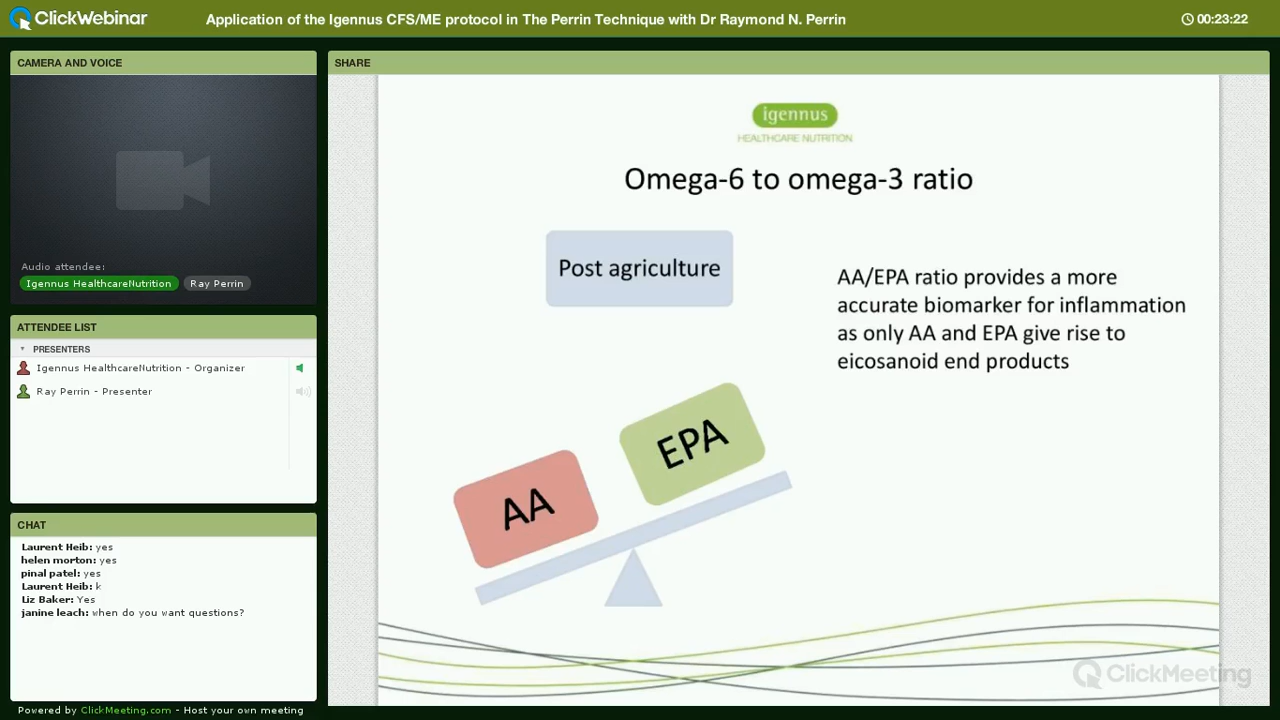 ClickWebinar
Application of the Igennus CFS/ME protocol in The Perrin Technique with Dr Raymond N. Perrin
00:23:22
CAMERA AND VOICE
Audio attendee:
Igennus HealthcareNutrition Ray Perrin
ATTENDEE LIST
PRESENTERS
Igennus HealthcareNutrition - Organizer
Ray Perrin - Presenter
CHAT
Laurent Heib: yes
helen morton: yes
pinal patel: yes
Laurent Heib: k
Liz Baker: Yes
janine leach: when do you want questions?
Powered by ClickMeeting.com - Host your own meeting
SHARE
igennus
HEALTHCARE NUTRITION
Omega-6 to omega-3 ratio
Post agriculture
AA/EPA ratio provides a more
accurate biomarker for inflammation
as only AA and EPA give rise to
eicosanoid end products
EPA
AA
ClickMeeting